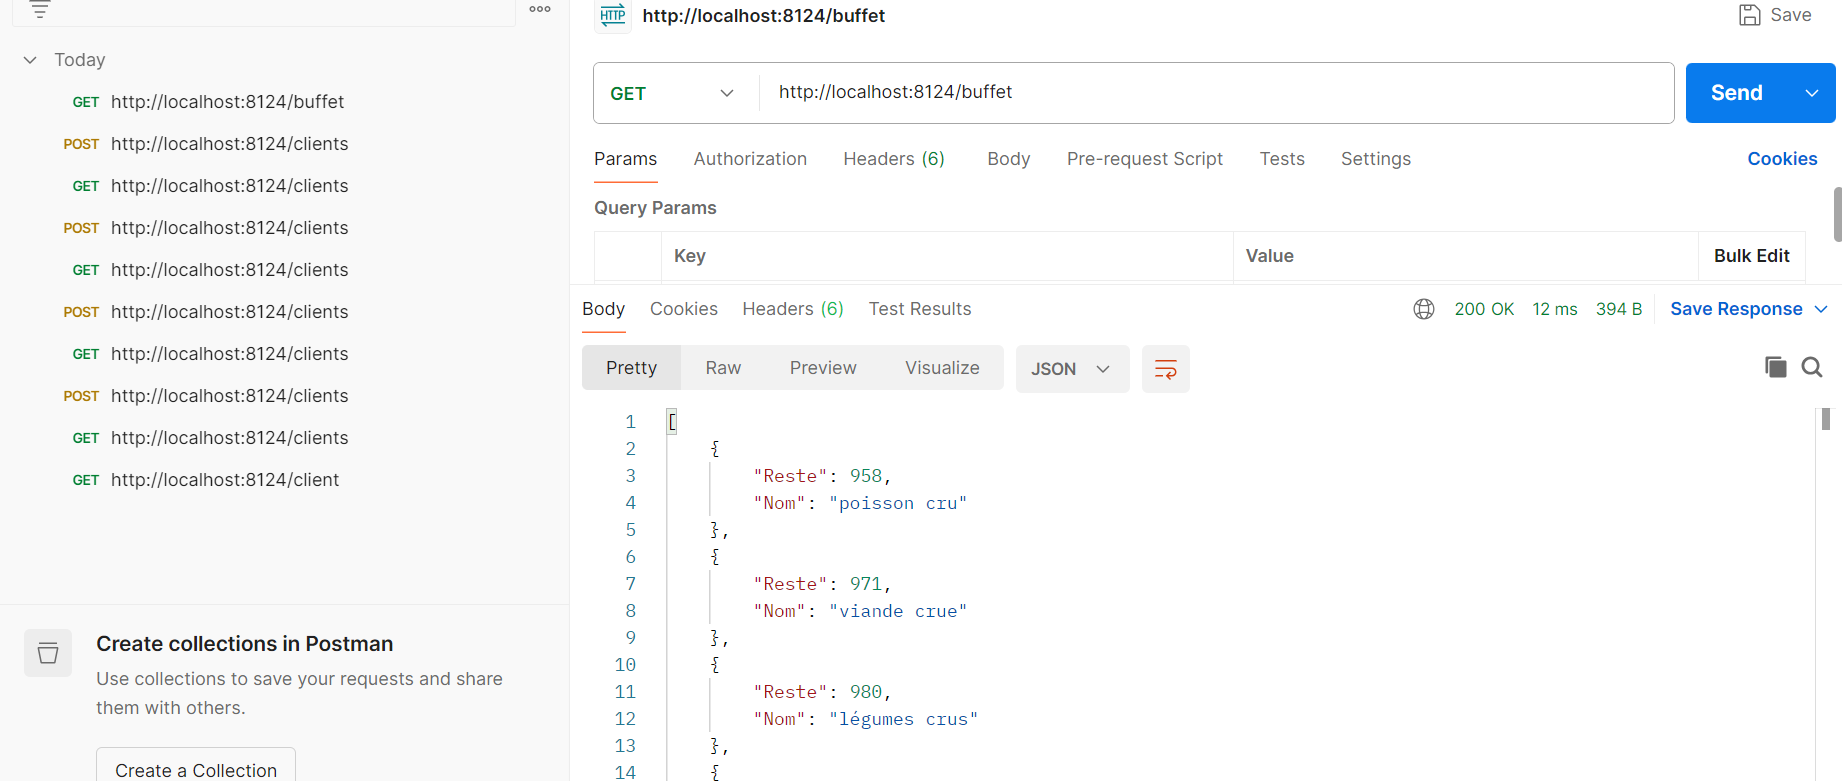 Today
GET http://localhost:8124/buffet
POST http://localhost:8124/clients
GET http://localhost:8124/clients
POST http://localhost:8124/clients
GET http://localhost:8124/clients
POST http://localhost:8124/clients
GET http://localhost:8124/clients
POST http://localhost:8124/clients
GET http://localhost:8124/clients
GET http://localhost:8124/client
Create collections in Postman
Use collections to save your requests and share
them with others.
Create a Collection
HTTP http://localhost:8124/buffet Save
GET http://localhost:8124/buffet Send
Params Authorization Headers (6) Body Pre-request Script Tests Settings Cookies
Query Params
Key Value Bulk Edit
Body Cookies Headers (6) Test Results 200 OK 12 ms 394 B Save Response
Pretty Raw Preview Visualize JSON
1 [
2 {
3 "Reste": 958,
4 "Nom": "poisson cru"
5 },
6 {
7 "Reste": 971,
8 "Nom": "viande crue"
9 },
10 {
11 "Reste": 980,
12 "Nom": "légumes crus"
13 },
14 {